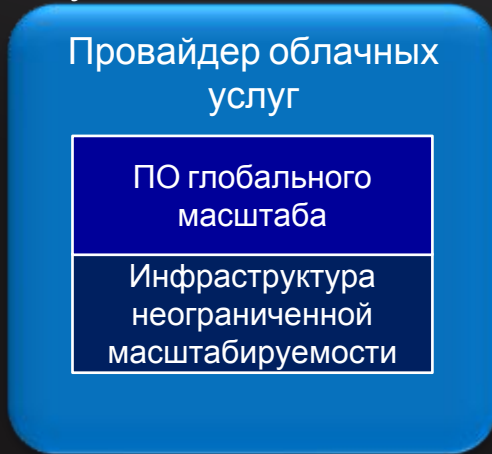 Провайдер облачных
услуг
ПО глобального
масштаба
Инфраструктура
неограниченной
масштабируемости